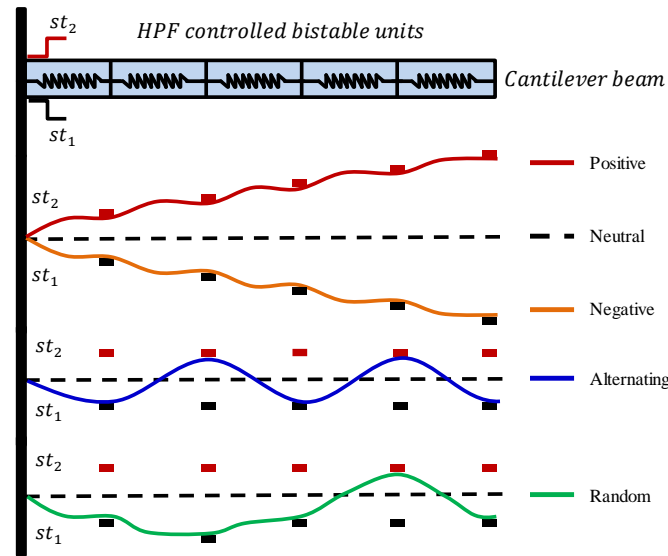 st₂
HPF controlled bistable units
Cantilever beam
st₁
Positive
st₂
Neutral
st₁
Negative
st₂
Alternating
st₁
st₂
Random
st₁